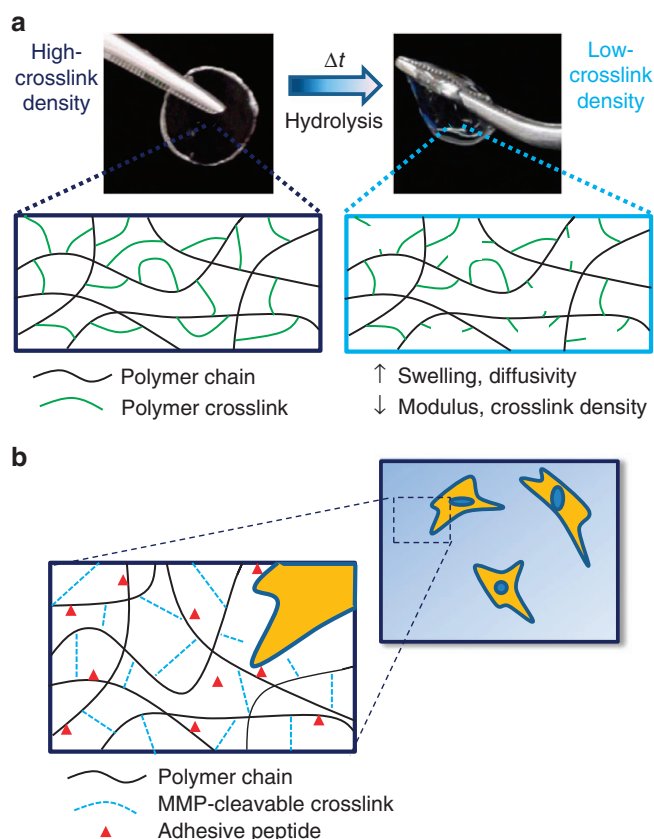 a
High-
crosslink
density
Δt
Hydrolysis
Low-
crosslink
density
Polymer chain
Polymer crosslink
↑ Swelling, diffusivity
↓ Modulus, crosslink density
b
Polymer chain
MMP-cleavable crosslink
Adhesive peptide